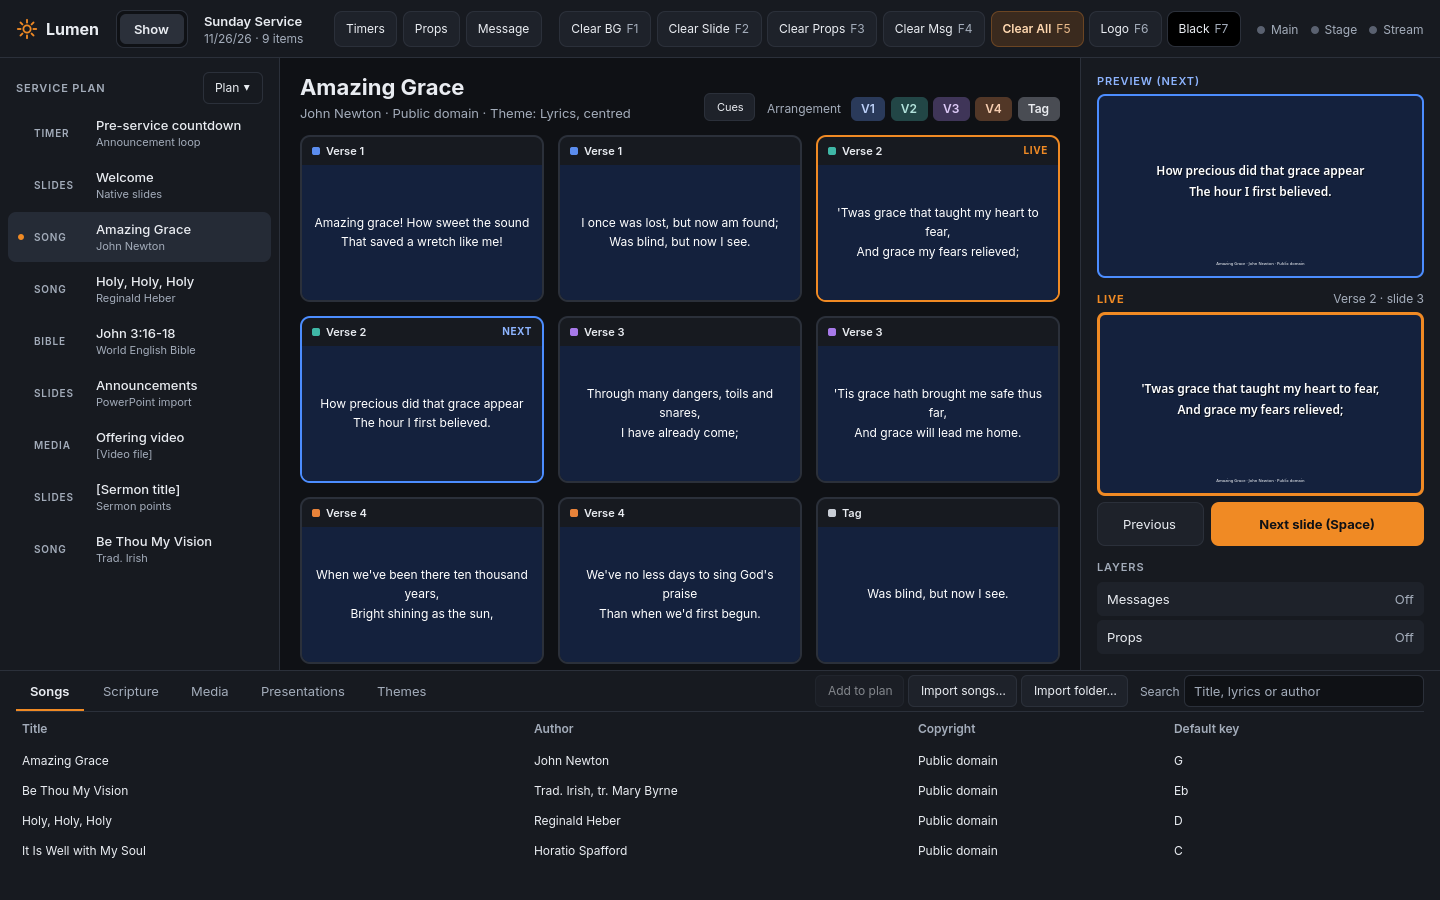 Lumen
Show
Sunday Service
11/26/26 · 9 items
Timers
Props
Message
Clear BG F1
Clear Slide F2
Clear Props F3
Clear Msg F4
Clear All F5
Logo F6
Black F7
Main
Stage
Stream
SERVICE PLAN
Plan ▾
TIMER
Pre-service countdown
Announcement loop
SLIDES
Welcome
Native slides
SONG
Amazing Grace
John Newton
SONG
Holy, Holy, Holy
Reginald Heber
BIBLE
John 3:16-18
World English Bible
SLIDES
Announcements
PowerPoint import
MEDIA
Offering video
[Video file]
SLIDES
[Sermon title]
Sermon points
SONG
Be Thou My Vision
Trad. Irish
Amazing Grace
John Newton · Public domain · Theme: Lyrics, centred
Cues
Arrangement
V1
V2
V3
V4
Tag
Verse 1
Amazing grace! How sweet the sound
That saved a wretch like me!
Verse 1
I once was lost, but now am found;
Was blind, but now I see.
Verse 2
LIVE
'Twas grace that taught my heart to
fear,
And grace my fears relieved;
Verse 2
NEXT
How precious did that grace appear
The hour I first believed.
Verse 3
Through many dangers, toils and
snares,
I have already come;
Verse 3
'Tis grace hath brought me safe thus
far,
And grace will lead me home.
Verse 4
When we've been there ten thousand
years,
Bright shining as the sun,
Verse 4
We've no less days to sing God's
praise
Than when we'd first begun.
Tag
Was blind, but now I see.
PREVIEW (NEXT)
How precious did that grace appear
The hour I first believed.
Amazing Grace · John Newton · Public domain
LIVE
Verse 2 · slide 3
'Twas grace that taught my heart to fear,
And grace my fears relieved;
Amazing Grace · John Newton · Public domain
Previous
Next slide (Space)
LAYERS
Messages
Off
Props
Off
Songs
Scripture
Media
Presentations
Themes
Add to plan
Import songs...
Import folder...
Search
Title, lyrics or author
Title
Author
Copyright
Default key
Amazing Grace
John Newton
Public domain
G
Be Thou My Vision
Trad. Irish, tr. Mary Byrne
Public domain
Eb
Holy, Holy, Holy
Reginald Heber
Public domain
D
It Is Well with My Soul
Horatio Spafford
Public domain
C